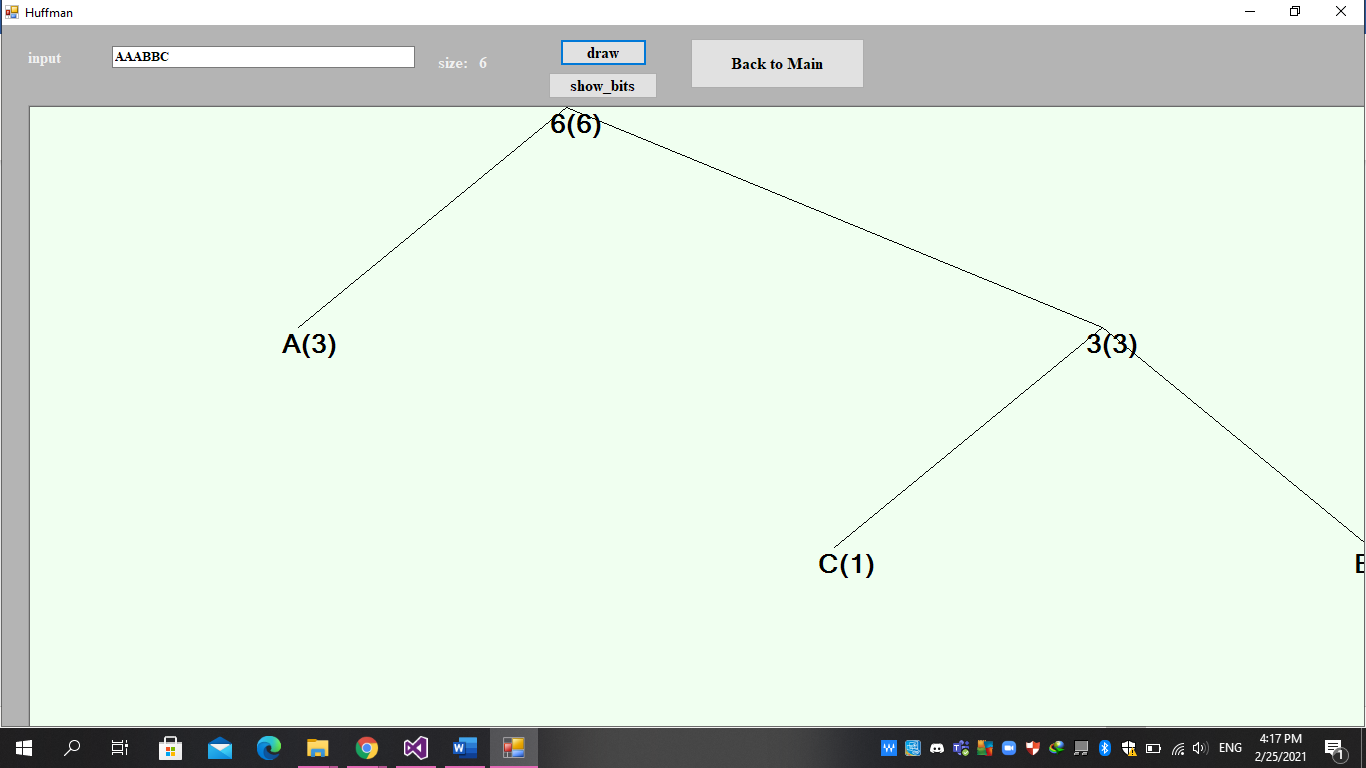 Huffman
input
AAABBC
size: 6
draw
show_bits
Back to Main
6(6)
A(3)
3(3)
C(1)
ENG
4:17 PM
2/25/2021
1